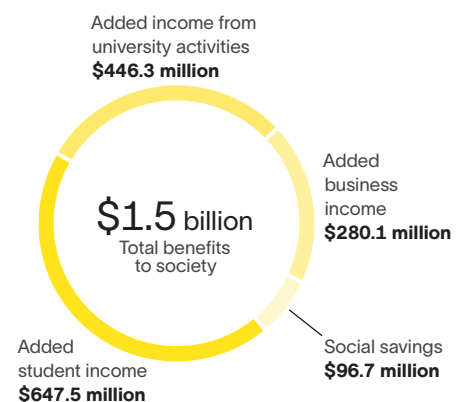 Added income from
university activities
$446.3 million
Added
business
income
$280.1 million
$1.5 billion
Total benefits
to society
Added
student income
$647.5 million
Social savings
$96.7 million